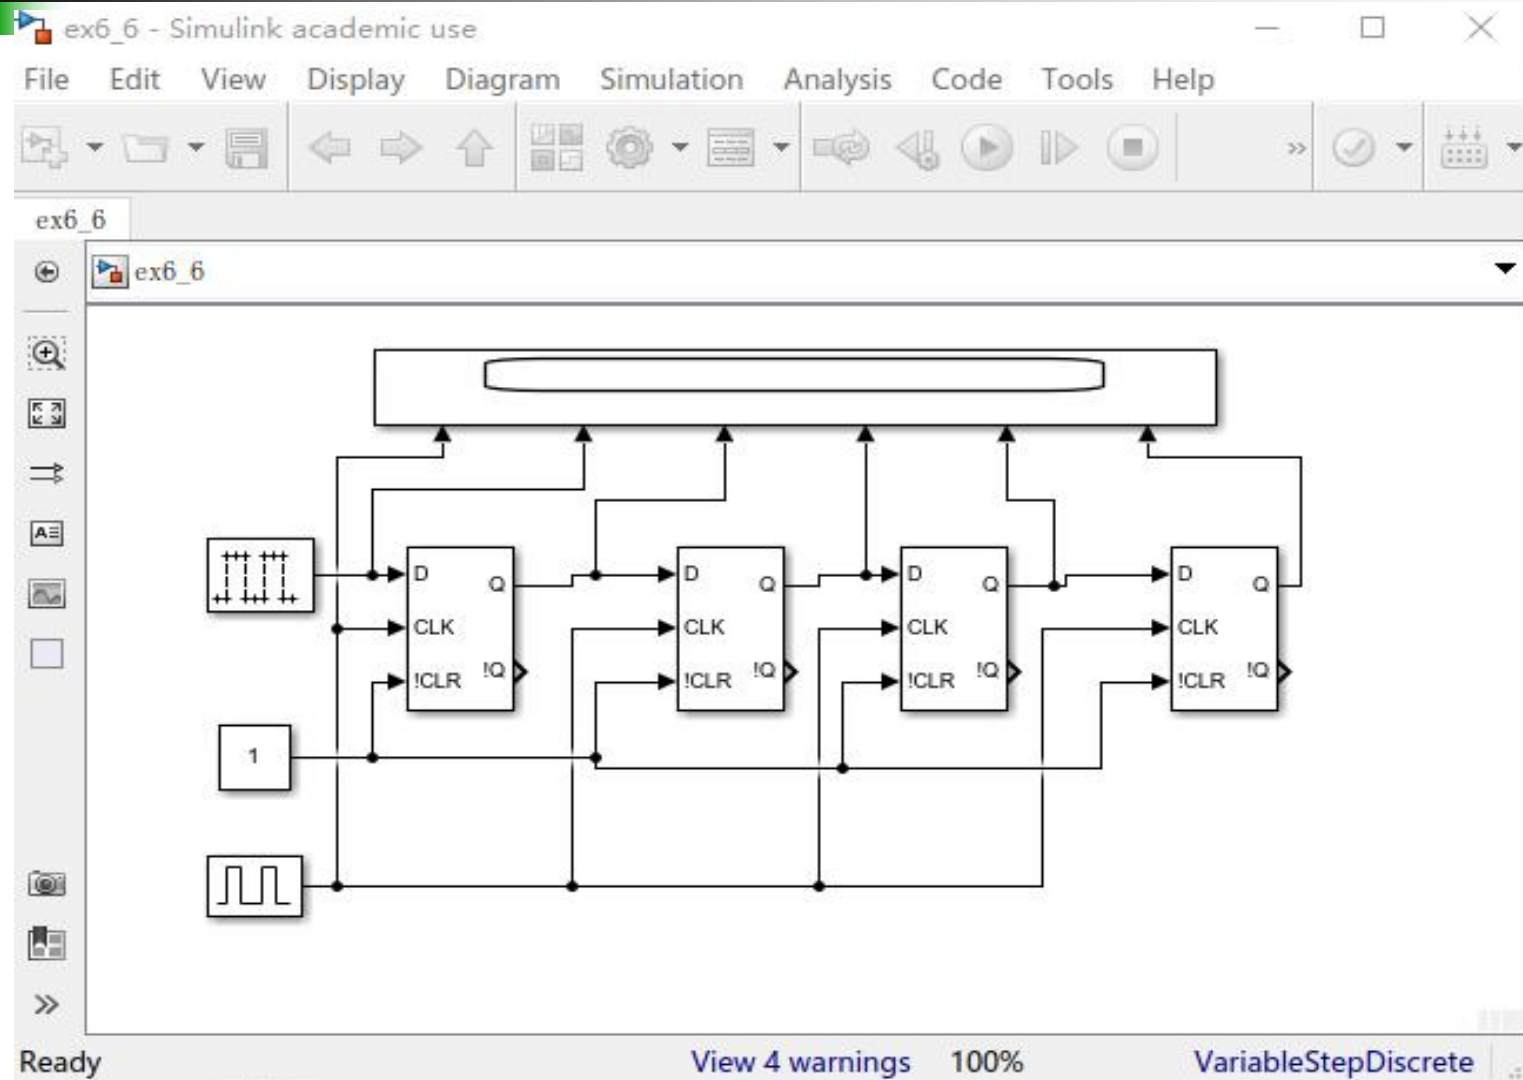 ex6_6 - Simulink academic use
File Edit View Display Diagram Simulation Analysis Code Tools Help
ex6_6
ex6_6
D Q D Q D Q D Q
CLK CLK CLK CLK
!CLR !Q !CLR !Q !CLR !Q !CLR !Q
1
Ready View 4 warnings 100% VariableStepDiscrete